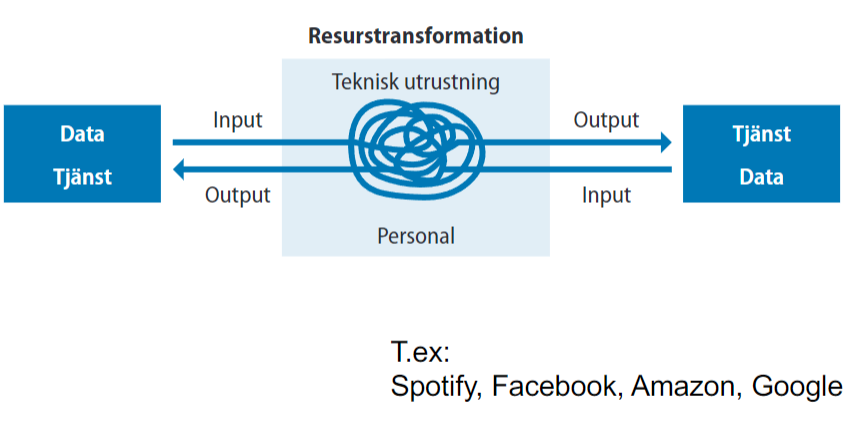 Resurstransformation
Teknisk utrustning
Data
Tjänst
Input
Output
Output
Input
Tjänst
Data
Personal
T.ex:
Spotify, Facebook, Amazon, Google